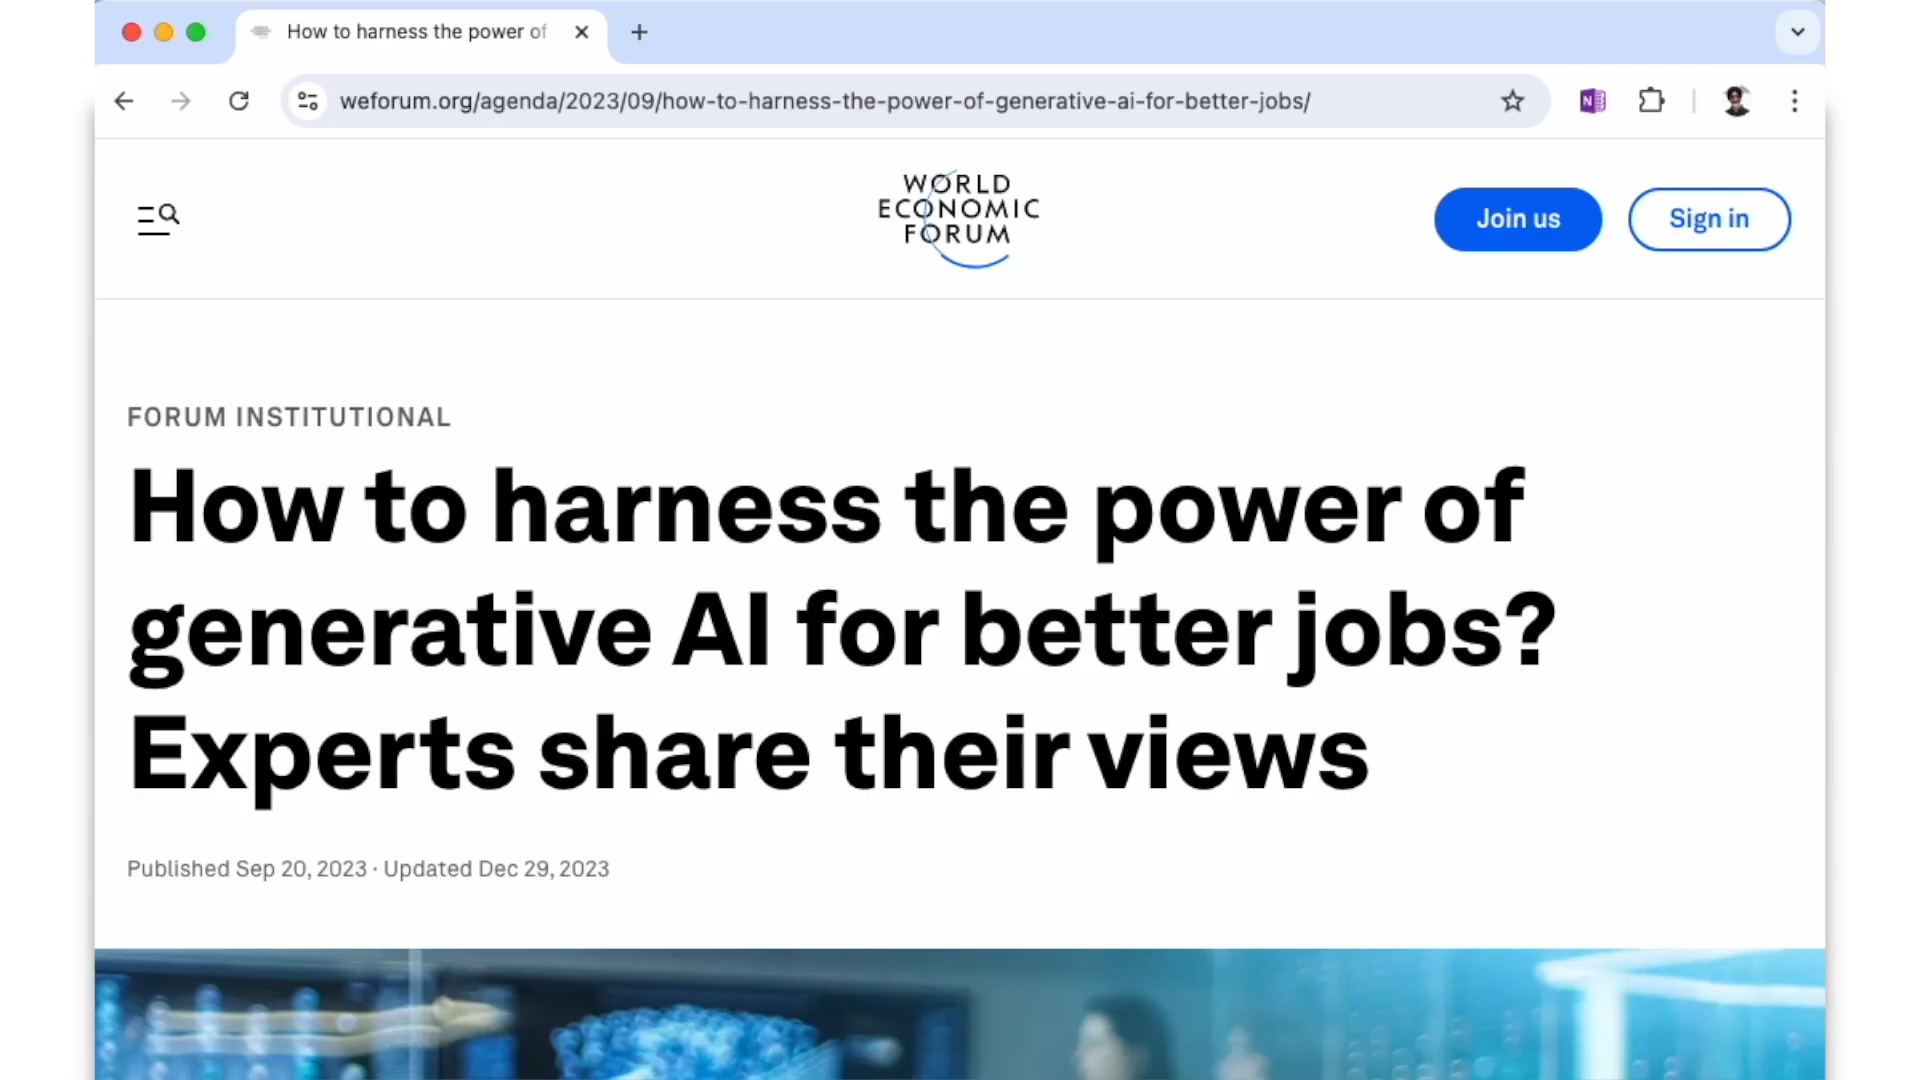 How to harness the power of
weforum.org/agenda/2023/09/how-to-harness-the-power-of-generative-ai-for-better-jobs/
N
WORLD
ECONOMIC
FORUM
Join us
Sign in
FORUM INSTITUTIONAL
How to harness the power of
generative AI for better jobs?
Experts share their views
Published Sep 20, 2023 · Updated Dec 29, 2023